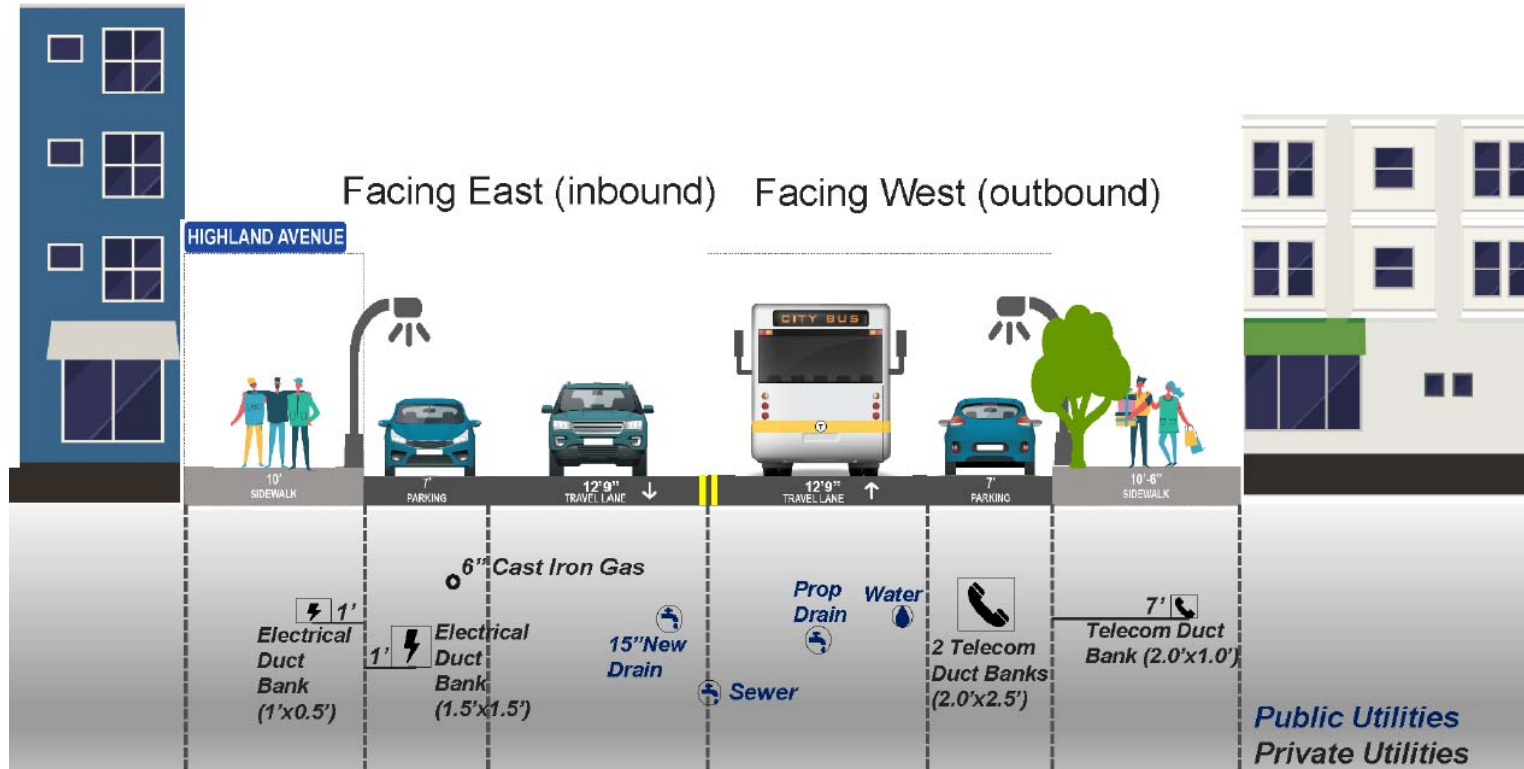 Facing East (inbound)
Facing West (outbound)
HIGHLAND AVENUE
CITY BUS
T
10'
SIDEWALK
7'
PARKING
12'9"
TRAVEL LANE ↓
12'9"
TRAVEL LANE ↑
7'
PARKING
10'-6"
SIDEWALK
6" Cast Iron Gas
1'
Electrical
Duct
Bank
(1'x0.5')
1'
Electrical
Duct
Bank
(1.5'x1.5')
15"New
Drain
Sewer
Prop
Drain
Water
2 Telecom
Duct Banks
(2.0'x2.5')
7'
Telecom Duct
Bank (2.0'x1.0')
Public Utilities
Private Utilities